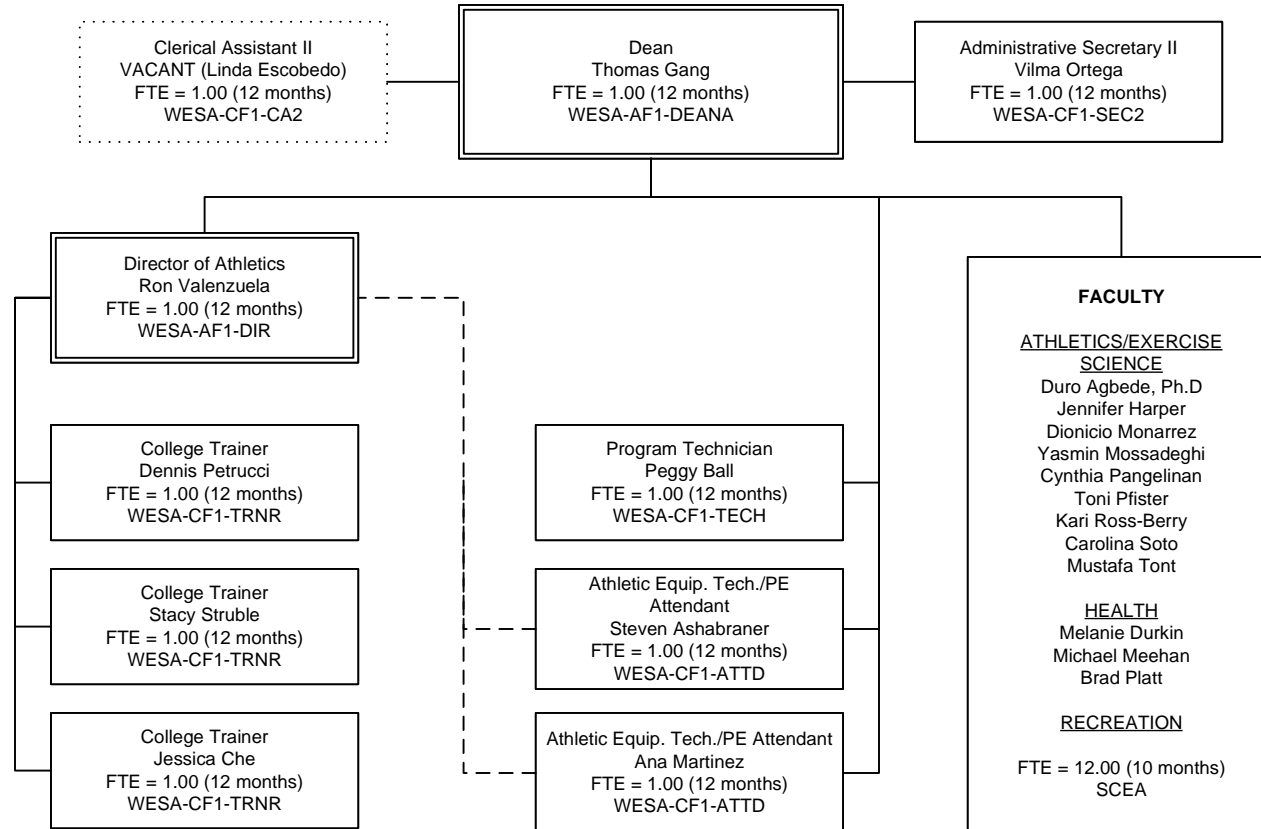 Clerical Assistant II
VACANT (Linda Escobedo)
FTE = 1.00 (12 months)
WESA-CF1-CA2
Dean
Thomas Gang
FTE = 1.00 (12 months)
WESA-AF1-DEANA
Administrative Secretary II
Vilma Ortega
FTE = 1.00 (12 months)
WESA-CF1-SEC2
Director of Athletics
Ron Valenzuela
FTE = 1.00 (12 months)
WESA-AF1-DIR
College Trainer
Dennis Petrucci
FTE = 1.00 (12 months)
WESA-CF1-TRNR
College Trainer
Stacy Struble
FTE = 1.00 (12 months)
WESA-CF1-TRNR
College Trainer
Jessica Che
FTE = 1.00 (12 months)
WESA-CF1-TRNR
Program Technician
Peggy Ball
FTE = 1.00 (12 months)
WESA-CF1-TECH
Athletic Equip. Tech./PE
Attendant
Steven Ashabraner
FTE = 1.00 (12 months)
WESA-CF1-ATTD
Athletic Equip. Tech./PE Attendant
Ana Martinez
FTE = 1.00 (12 months)
WESA-CF1-ATTD
FACULTY
ATHLETICS/EXERCISE
SCIENCE
Duro Agbede, Ph.D
Jennifer Harper
Dionicio Monarrez
Yasmin Mossadeghi
Cynthia Pangelinan
Toni Pfister
Kari Ross-Berry
Carolina Soto
Mustafa Tont
HEALTH
Melanie Durkin
Michael Meehan
Brad Platt
RECREATION
FTE = 12.00 (10 months)
SCEA